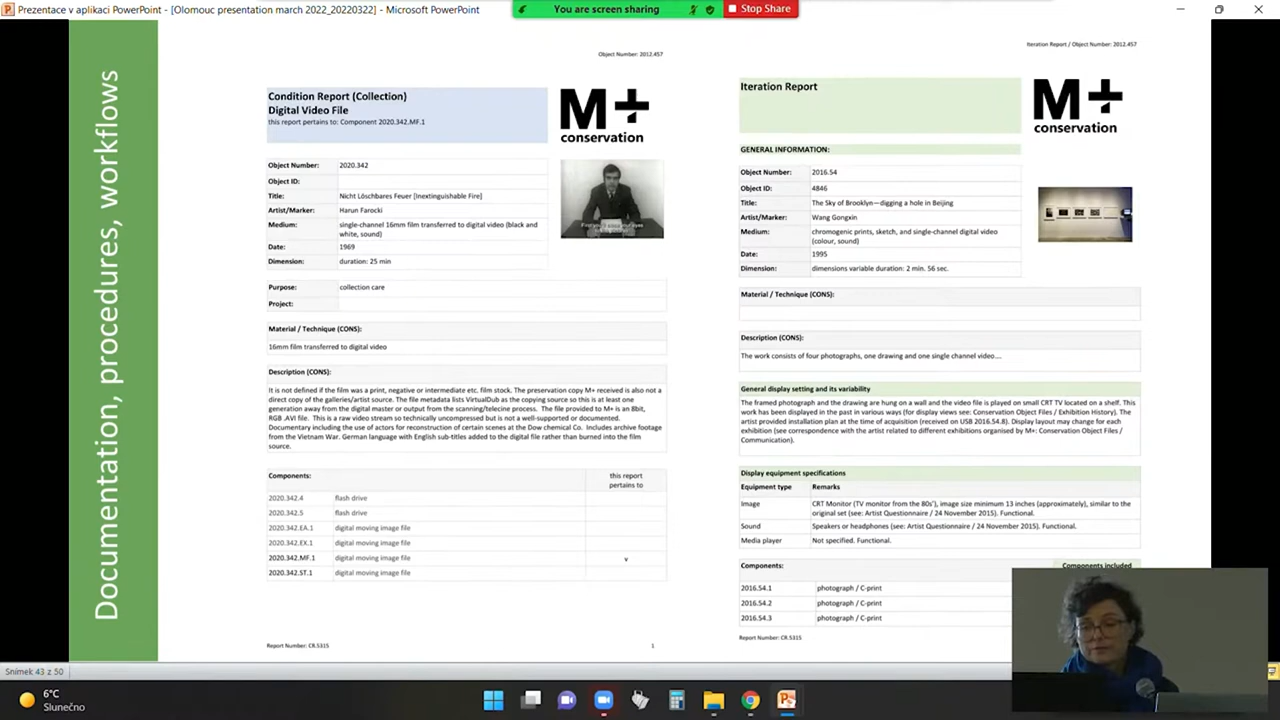 Prezentace v aplikaci PowerPoint - [Olomouc presentation march 2022_20220322] - Microsoft PowerPoint
You are screen sharing
Stop Share
Documentation, procedures, workflows
Object Number: 2012.457
Condition Report (Collection)
Digital Video File
this report pertains to: Component 2020.342.MF.1
M+
conservation
Object Number: 2020.342
Object ID:
Title: Nicht Löschbares Feuer [Inextinguishable Fire]
Artist/Marker: Harun Farocki
Medium: single-channel 16mm film transferred to digital video (black and
white, sound)
Date: 1969
Dimension: duration: 25 min
Purpose: collection care
Project:
Material / Technique (CONS):
16mm film transferred to digital video
Description (CONS):
It is not defined if the film was a print, negative or intermediate etc. film stock. The preservation copy M+ received is also not a
direct copy of the galleries/artist source. The file metadata lists VirtualDub as the copying source so this is at least one
generation away from the digital master or output from the scanning/telecine process. The file provided to M+ is an 8bit,
RGB .AVI file. This is a raw video stream so technically uncompressed but is not a well-supported or documented.
Documentary including the use of actors for reconstruction of certain scenes at the Dow chemical Co. Includes archive footage
from the Vietnam War. German language with English sub-titles added to the digital file rather than burned into the film
source.
Components: this report
pertains to
2020.342.4 flash drive
2020.342.5 flash drive
2020.342.EA.1 digital moving image file
2020.342.EX.1 digital moving image file
2020.342.MF.1 digital moving image file v
2020.342.ST.1 digital moving image file
Report Number: CR.5315 1
Iteration Report / Object Number: 2012.457
Iteration Report
M+
conservation
GENERAL INFORMATION:
Object Number: 2016.54
Object ID: 4846
Title: The Sky of Brooklyn—digging a hole in Beijing
Artist/Marker: Wang Gongxin
Medium: chromogenic prints, sketch, and single-channel digital video
(colour, sound)
Date: 1995
Dimension: dimensions variable duration: 2 min. 56 sec.
Material / Technique (CONS):
Description (CONS):
The work consists of four photographs, one drawing and one single channel video....
General display setting and its variability
The framed photograph and the drawing are hung on a wall and the video file is played on small CRT TV located on a shelf. This
work has been displayed in the past in various ways (for display views see: Conservation Object Files / Exhibition History). The
artist provided installation plan at the time of acquisition (received on USB 2016.54.8). Display layout may change for each
exhibition (see correspondence with the artist related to different exhibitions organised by M+: Conservation Object Files /
Communication).
Display equipment specifications
Equipment type Remarks
Image CRT Monitor (TV monitor from the 80s'), image size minimum 13 inches (approximately), similar to the
original set (see: Artist Questionnaire / 24 November 2015). Functional.
Sound Speakers or headphones (see: Artist Questionnaire / 24 November 2015). Functional.
Media player Not specified. Functional.
Components: Components included
2016.54.1 photograph / C-print
2016.54.2 photograph / C-print
2016.54.3 photograph / C-print
Report Number: CR.5315
Snímek 43 z 50
6°C
Slunečno